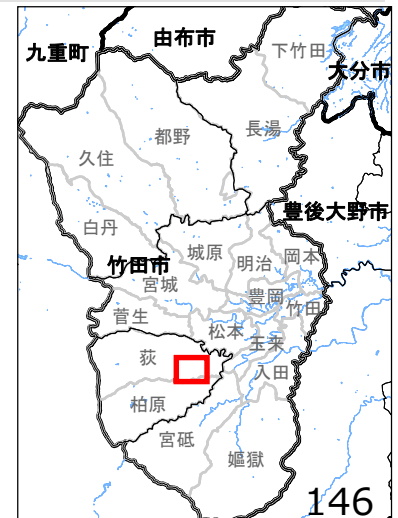 由布市
九重町
下竹田
大分市
都野
長湯
久住
豊後大野市
白丹
城原
岡本
明治
竹田市
宮城
豊岡
竹田
菅生
松本
玉来
荻
入田
柏原
宮砥
嫗獄
146